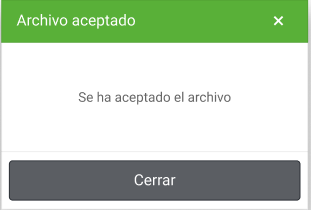 Archivo aceptado ×
Se ha aceptado el archivo
Cerrar